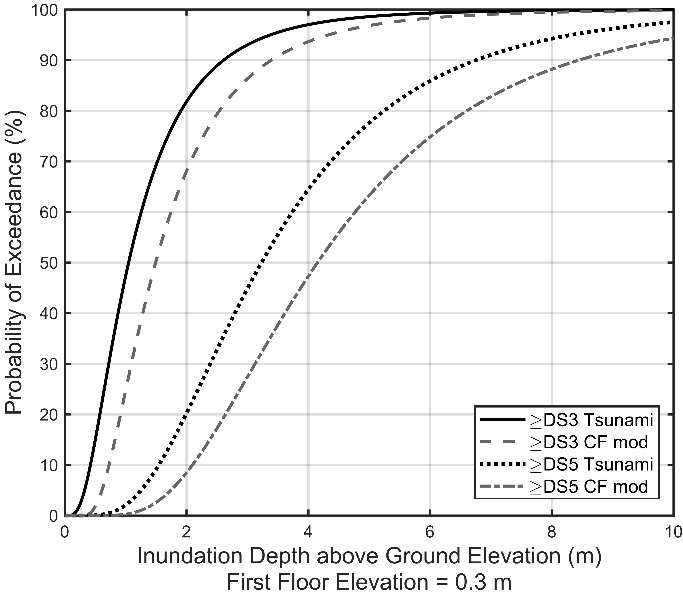 100
90
80
70
60
50
40
30
20
10
0
Probability of Exceedance (%)
≥DS3 Tsunami
≥DS3 CF mod
≥DS5 Tsunami
≥DS5 CF mod
0 2 4 6 8 10
Inundation Depth above Ground Elevation (m)
First Floor Elevation = 0.3 m